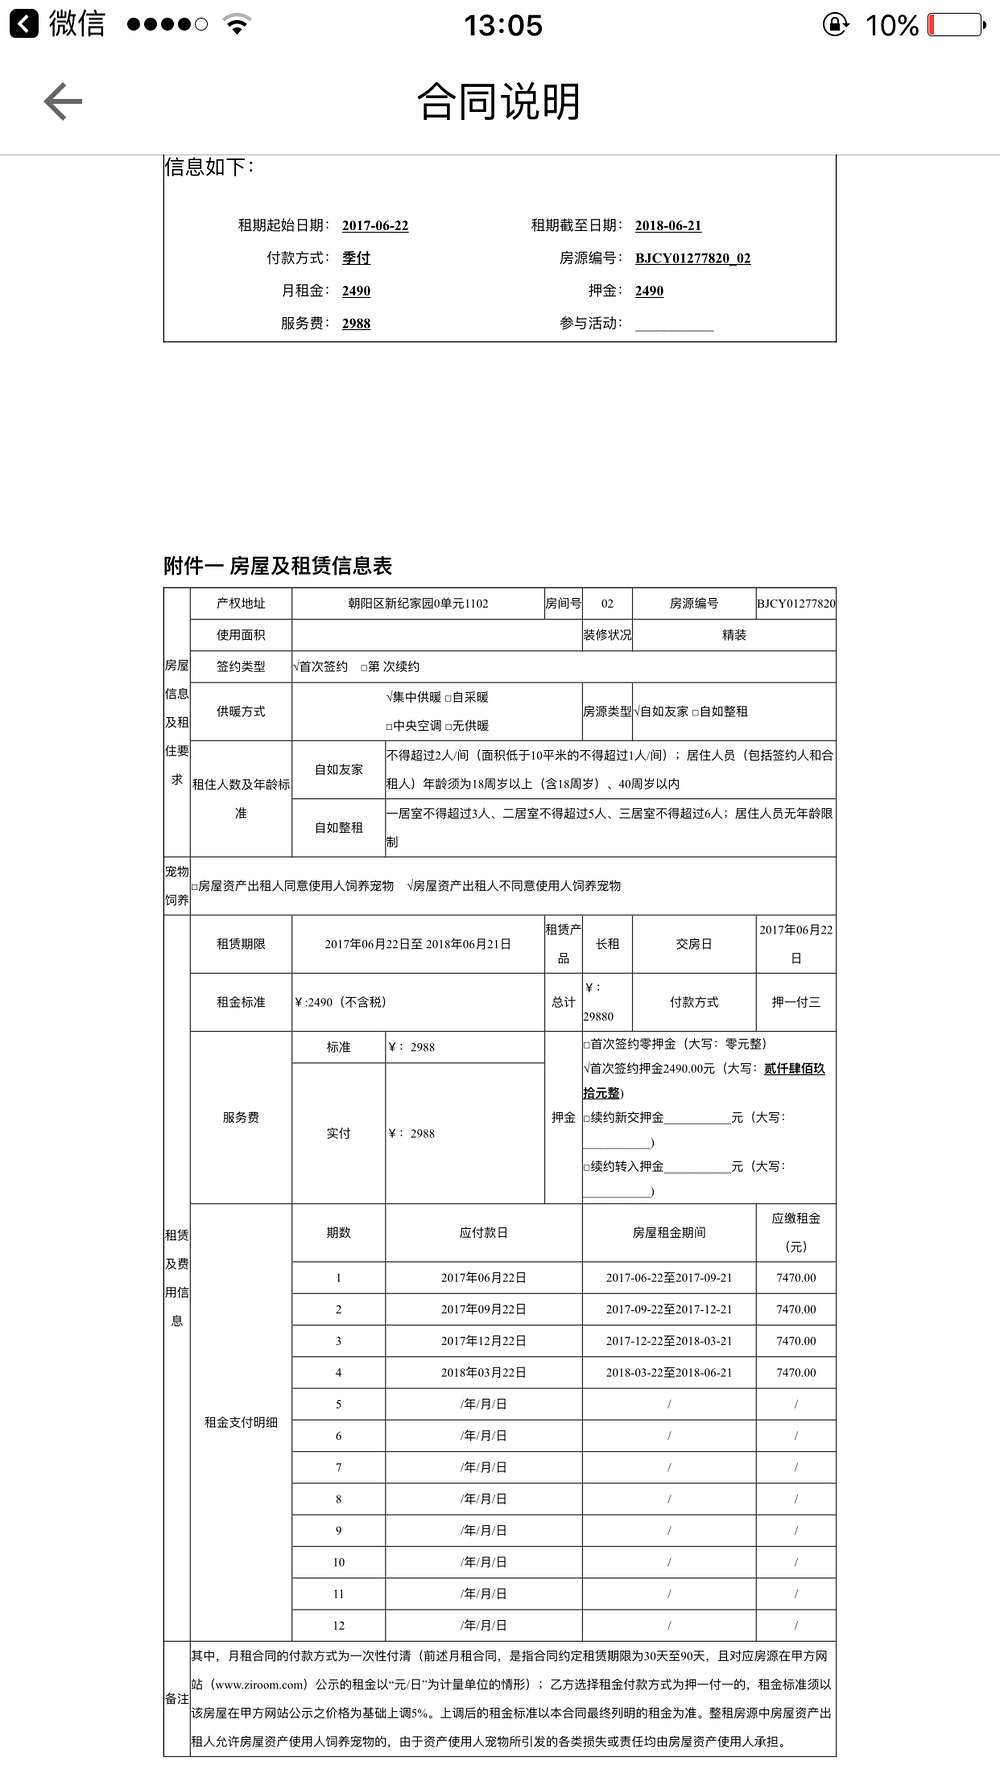 微信
13:05
10%
合同说明
信息如下：
租期起始日期： 2017-06-22 租期截至日期： 2018-06-21
付款方式： 季付 房源编号： BJCY01277820_02
月租金： 2490 押金： 2490
服务费： 2988 参与活动： ___________
附件一 房屋及租赁信息表
房屋信息及租住要求
产权地址 朝阳区新纪家园0单元1102 房间号 02 房源编号 BJCY01277820
使用面积 装修状况 精装
签约类型 √首次签约 □第 次续约
供暖方式 √集中供暖 □自采暖
□中央空调 □无供暖
房源类型 √自如友家 □自如整租
租住人数及年龄标准
自如友家 不得超过2人/间（面积低于10平米的不得超过1人/间）；居住人员（包括签约人和合
租人）年龄须为18周岁以上（含18周岁）、40周岁以内
自如整租 一居室不得超过3人、二居室不得超过5人、三居室不得超过6人；居住人员无年龄限
制
宠物饲养 □房屋资产出租人同意使用人饲养宠物 √房屋资产出租人不同意使用人饲养宠物
租赁及费用信息
租赁期限 2017年06月22日至 2018年06月21日 租赁产品 长租 交房日 2017年06月22日
租金标准 ￥:2490（不含税） 总计 ￥：29880 付款方式 押一付三
服务费 标准 ￥：2988
实付 ￥：2988
押金 □首次签约零押金（大写：零元整）
√首次签约押金2490.00元（大写：贰仟肆佰玖
拾元整)
□续约新交押金___________元（大写：
___________)
□续约转入押金___________元（大写：
___________)
租金支付明细
期数 应付款日 房屋租金期间 应缴租金（元）
1 2017年06月22日 2017-06-22至2017-09-21 7470.00
2 2017年09月22日 2017-09-22至2017-12-21 7470.00
3 2017年12月22日 2017-12-22至2018-03-21 7470.00
4 2018年03月22日 2018-03-22至2018-06-21 7470.00
5 /年/月/日 / /
6 /年/月/日 / /
7 /年/月/日 / /
8 /年/月/日 / /
9 /年/月/日 / /
10 /年/月/日 / /
11 /年/月/日 / /
12 /年/月/日 / /
备注
其中，月租合同的付款方式为一次性付清（前述月租合同，是指合同约定租赁期限为30天至90天，且对应房源在甲方网
站（www.ziroom.com）公示的租金以“元/日”为计量单位的情形）；乙方选择租金付款方式为押一付一的，租金标准须以
该房屋在甲方网站公示之价格为基础上调5%。上调后的租金标准以本合同最终列明的租金为准。整租房源中房屋资产出
租人允许房屋资产使用人饲养宠物的，由于资产使用人宠物所引发的各类损失或责任均由房屋资产使用人承担。